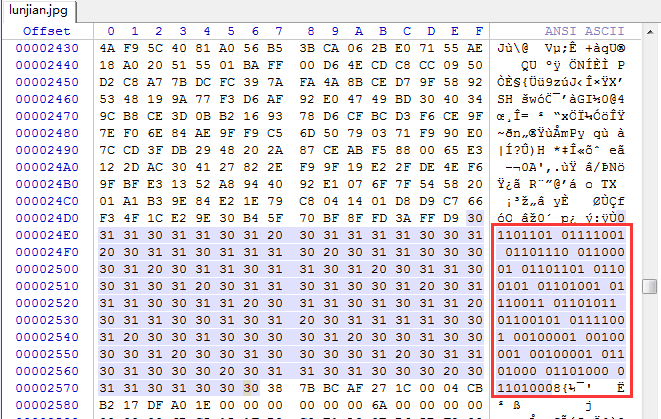 lunjian.jpg
Offset 0 1 2 3 4 5 6 7 8 9 A B C D E F ANSI ASCII
00002430 4A F9 5C 40 81 A0 56 B5 3B CA 06 2B E0 71 55 AE Jù\@ Vµ;Ê +àqU®
00002440 18 A0 20 51 55 01 BA FF 00 D6 4E CD C8 CC 09 50 QU ºÿ ÖNÍÈÌ P
00002450 D2 C8 A7 7B DC FC 39 7A FA 4A 8B CE D7 9F 58 92 ÒÈ§{Üü9zúJ‹Î×ŸX’
00002460 53 48 19 9A 77 F3 D6 AF 92 E0 47 49 BD 30 40 34 SH šwóÖ¯’àGI½0@4
00002470 9C B8 CE 3D 0B B2 16 93 78 D6 CF BC D3 F6 CE 9F œ¸Î= ² “xÖÏ¼ÓöÎŸ
00002480 7E F0 6E 84 AE 9F F9 C5 6D 50 79 03 71 F9 90 E0 ~ðn„®ŸùÅmPy qù à
00002490 7C CD 3F DB 29 48 20 2A 87 CE AB F5 88 00 65 E3 |Í?Û)H *‡Î«õˆ eã
000024A0 12 2D AC 30 41 27 82 2E F9 9F 19 E2 2F DE 4E F6 -¬0A'‚.ùŸ â/ÞNö
000024B0 9F BF E3 13 52 A8 94 40 92 E1 07 6F 7F 54 58 20 Ÿ¿ã R¨”@’á o TX
000024C0 01 A1 B3 9E 84 E2 1E 79 C8 04 14 01 D8 D9 C7 66 ¡³ž„â yÈ ØÙÇf
000024D0 F3 4F 1C E2 9E 30 B4 5F 70 BF 8F FD 3A FF D9 30 óO âž0´_p¿ ý:ÿÙ0
000024E0 31 31 30 31 31 30 31 20 30 31 31 31 31 30 30 31 1101101 01111001
000024F0 20 30 31 31 30 31 31 31 30 20 30 31 31 30 30 30 01101110 011000
00002500 30 31 20 30 31 31 30 31 31 30 31 20 30 31 31 30 01 01101101 0110
00002510 30 31 30 31 20 30 31 31 30 31 30 30 31 20 30 31 0101 01101001 01
00002520 31 31 30 30 31 31 20 30 31 31 30 31 30 31 31 20 110011 01101011
00002530 30 31 31 30 30 31 30 31 20 30 31 31 31 31 30 30 01100101 0111100
00002540 31 20 30 30 31 30 30 30 30 31 20 30 30 31 30 30 1 00100001 00100
00002550 30 30 31 20 30 30 31 30 30 30 30 31 20 30 31 31 001 00100001 011
00002560 30 31 30 30 30 20 30 31 31 30 31 30 30 30 20 30 01000 01101000 0
00002570 31 31 30 31 30 30 30 38 7B BC AF 27 1C 00 04 CB 11010008{¼¯' Ë
00002580 B2 17 DF A0 1E 00 00 00 00 00 6A 00 00 00 00 00 ² ß j